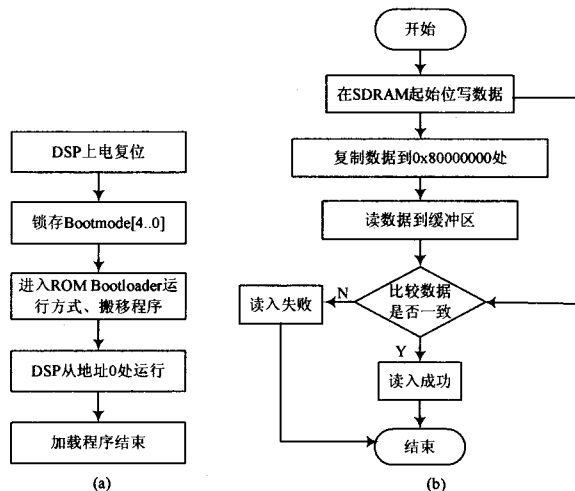 DSP上电复位
锁存Bootmode[4..0]
进入ROM Bootloader运
行方式、搬移程序
DSP从地址0处运行
加载程序结束
(a)
开始
在SDRAM起始位写数据
复制数据到0x80000000处
读数据到缓冲区
比较数据
是否一致
N
读入失败
Y
读入成功
结束
(b)